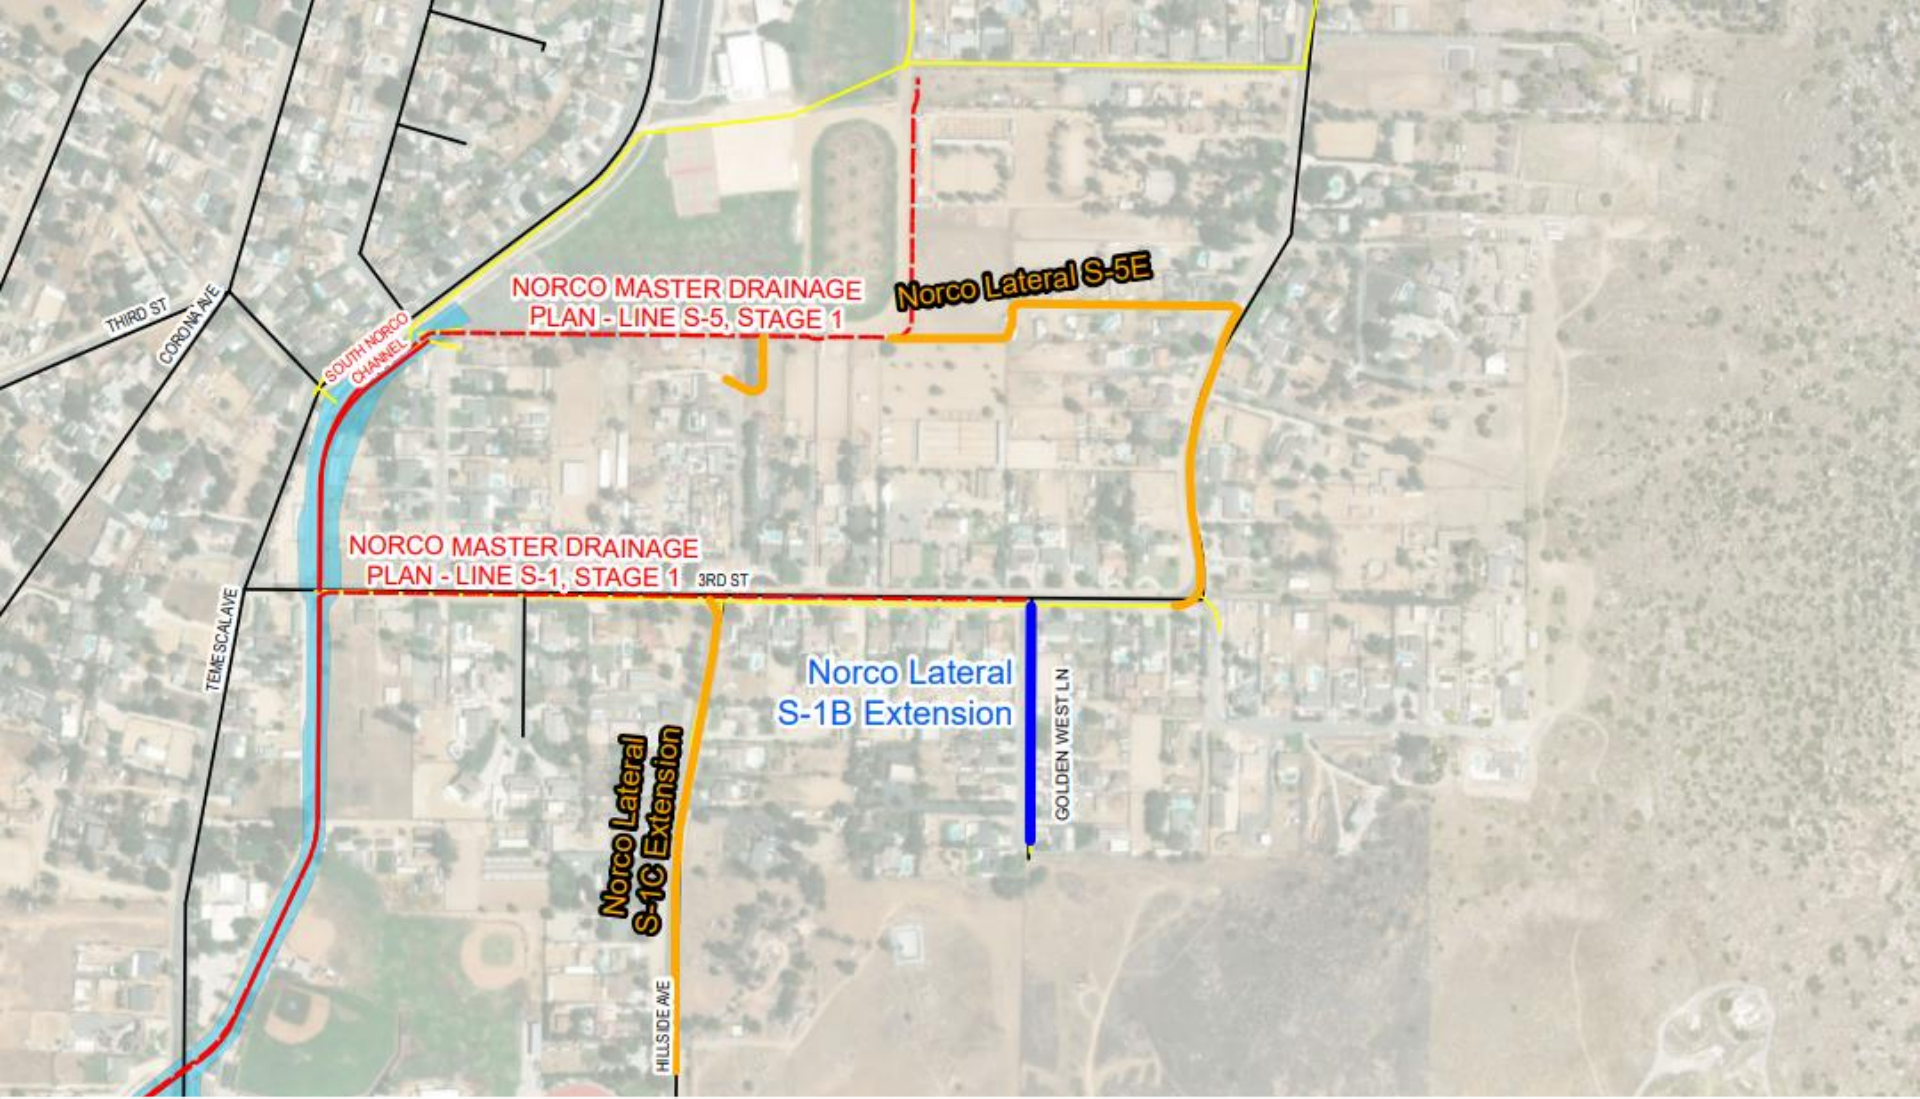 NORCO MASTER DRAINAGE
PLAN - LINE S-5, STAGE 1
Norco Lateral S-5E
THIRD ST
CORONA AVE
SOUTH NORCO
CHANNEL
NORCO MASTER DRAINAGE
PLAN - LINE S-1, STAGE 1
3RD ST
TEMESCAL AVE
Norco Lateral
S-1B Extension
GOLDEN WEST LN
Norco Lateral
S-1C Extension
HILLSIDE AVE